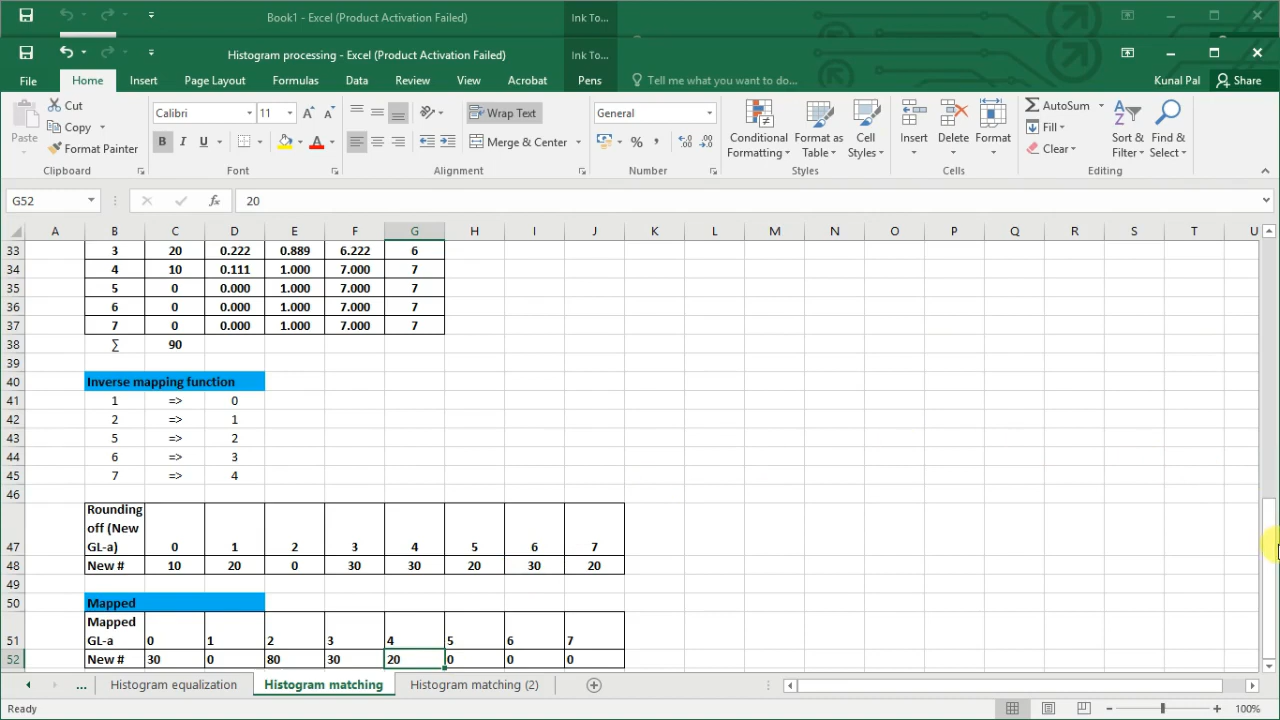 Book1 - Excel (Product Activation Failed) Ink To...
Histogram processing - Excel (Product Activation Failed) Ink To...
File Home Insert Page Layout Formulas Data Review View Acrobat Pens Tell me what you want to do... Kunal Pal Share
Paste
Cut
Copy
Format Painter
Clipboard
Calibri 11
B I U A
Font
Wrap Text
Merge & Center
Alignment
General
%
Number
Conditional Formatting
Format as Table
Cell Styles
Styles
Insert Delete Format
Cells
AutoSum
Fill
Clear
Sort & Filter
Find & Select
Editing
G52 fx 20
A B C D E F G H I J K L M N O P Q R S T U
33 3 20 0.222 0.889 6.222 6
34 4 10 0.111 1.000 7.000 7
35 5 0 0.000 1.000 7.000 7
36 6 0 0.000 1.000 7.000 7
37 7 0 0.000 1.000 7.000 7
38 ∑ 90
39
40 Inverse mapping function
41 1 => 0
42 2 => 1
43 5 => 2
44 6 => 3
45 7 => 4
46
Rounding
off (New
47 GL-a) 0 1 2 3 4 5 6 7
48 New # 10 20 0 30 30 20 30 20
49
50 Mapped
Mapped
51 GL-a 0 1 2 3 4 5 6 7
52 New # 30 0 80 30 20 0 0 0
... Histogram equalization Histogram matching Histogram matching (2)
Ready 100%